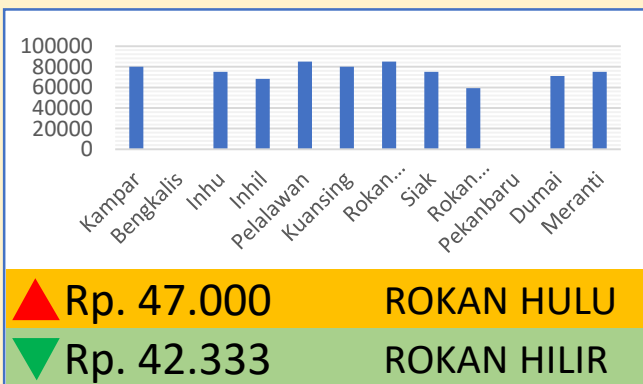 100000
80000
60000
40000
20000
0
Kampar
Bengkalis
Inhu
Inhil
Pelalawan
Kuansing
Rokan…
Siak
Rokan…
Pekanbaru
Dumai
Meranti
Rp. 47.000 ROKAN HULU
Rp. 42.333 ROKAN HILIR